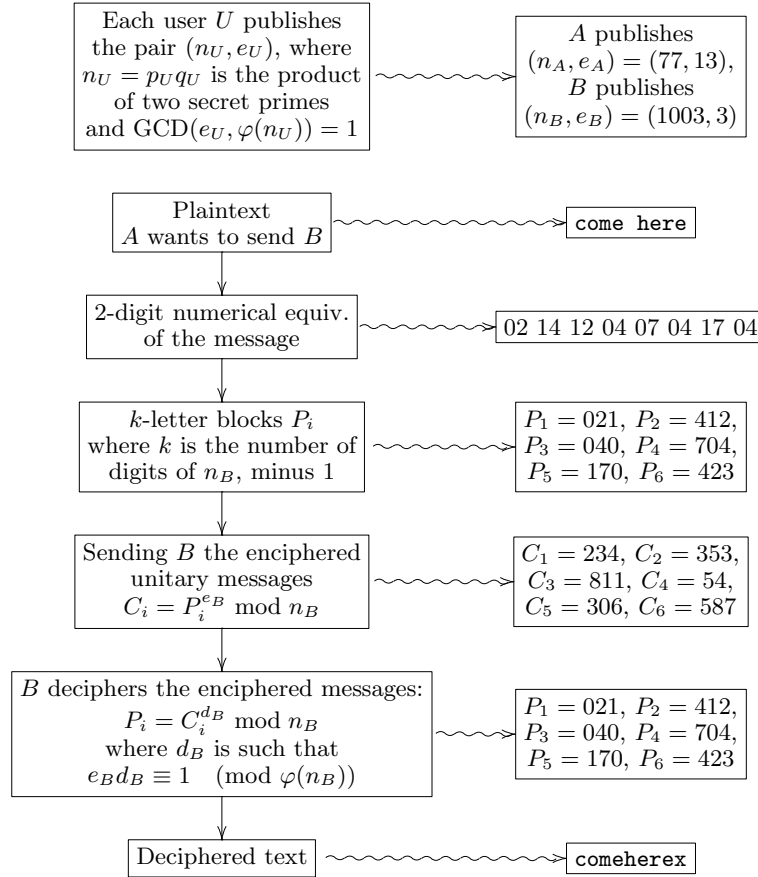 Each user U publishes
the pair (n_U, e_U), where
n_U = p_U q_U is the product
of two secret primes
and GCD(e_U, φ(n_U)) = 1
A publishes
(n_A, e_A) = (77, 13),
B publishes
(n_B, e_B) = (1003, 3)
Plaintext
A wants to send B
come here
2-digit numerical equiv.
of the message
02 14 12 04 07 04 17 04
k-letter blocks P_i
where k is the number of
digits of n_B, minus 1
P_1 = 021, P_2 = 412,
P_3 = 040, P_4 = 704,
P_5 = 170, P_6 = 423
Sending B the enciphered
unitary messages
C_i = P_i^{e_B} mod n_B
C_1 = 234, C_2 = 353,
C_3 = 811, C_4 = 54,
C_5 = 306, C_6 = 587
B deciphers the enciphered messages:
P_i = C_i^{d_B} mod n_B
where d_B is such that
e_B d_B ≡ 1 (mod φ(n_B))
P_1 = 021, P_2 = 412,
P_3 = 040, P_4 = 704,
P_5 = 170, P_6 = 423
Deciphered text
comeherex